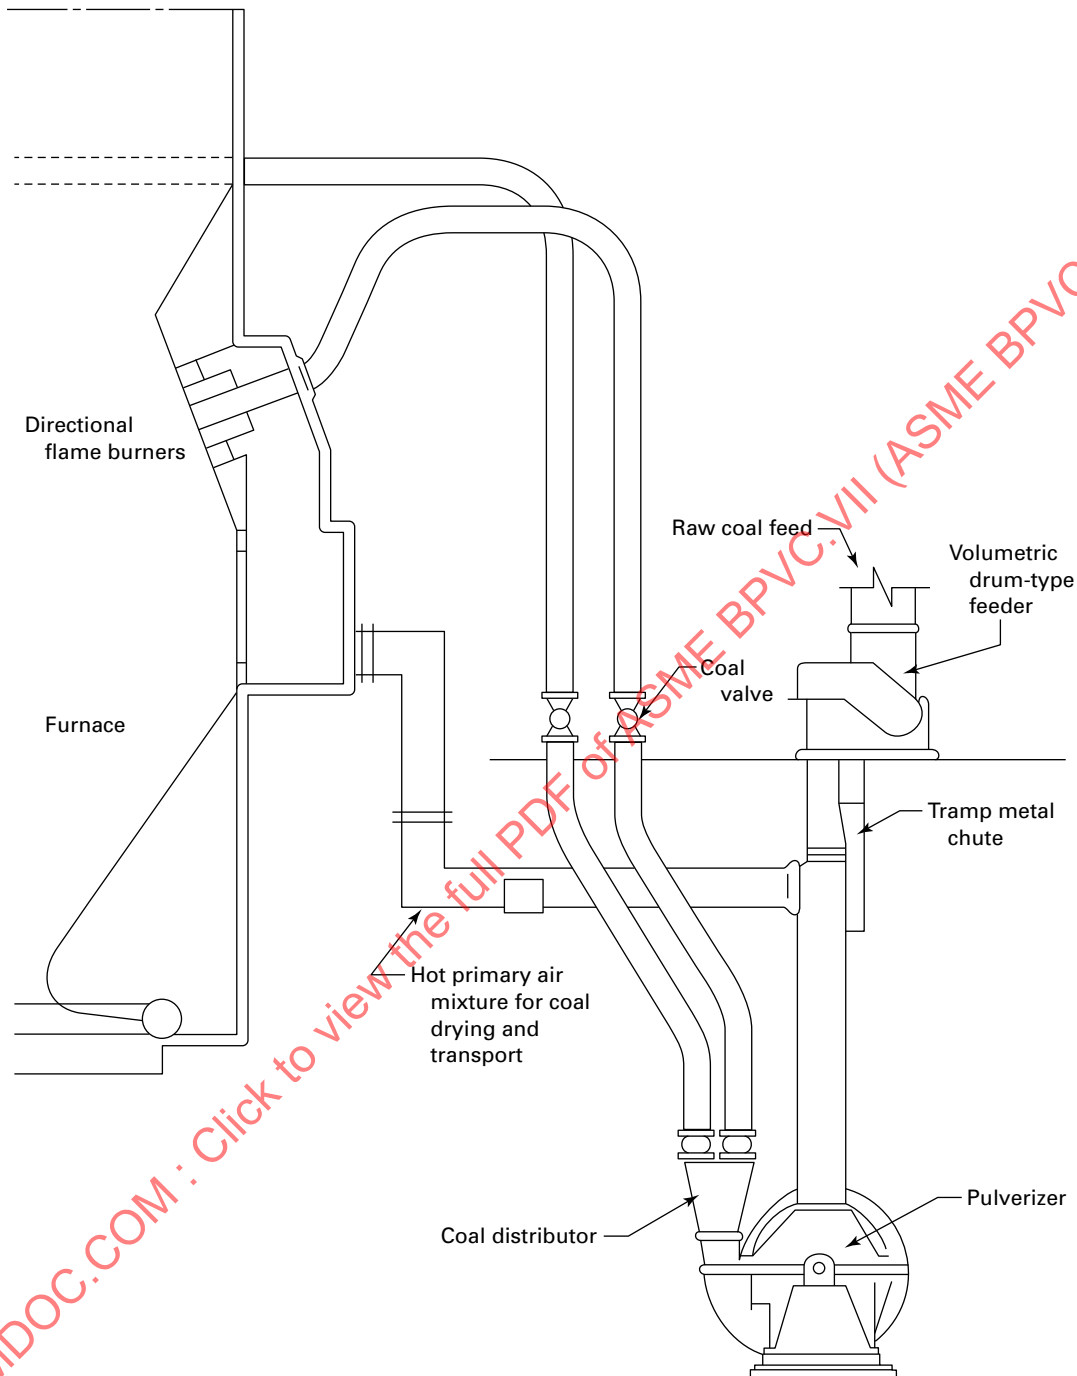 Directional
flame burners
Raw coal feed
Volumetric
drum-type
feeder
Coal
valve
Furnace
Tramp metal
chute
Hot primary air
mixture for coal
drying and
transport
Pulverizer
Coal distributor
MDOC.COM : Click to view the full PDF of ASME BPVC.VII (ASME BPVC